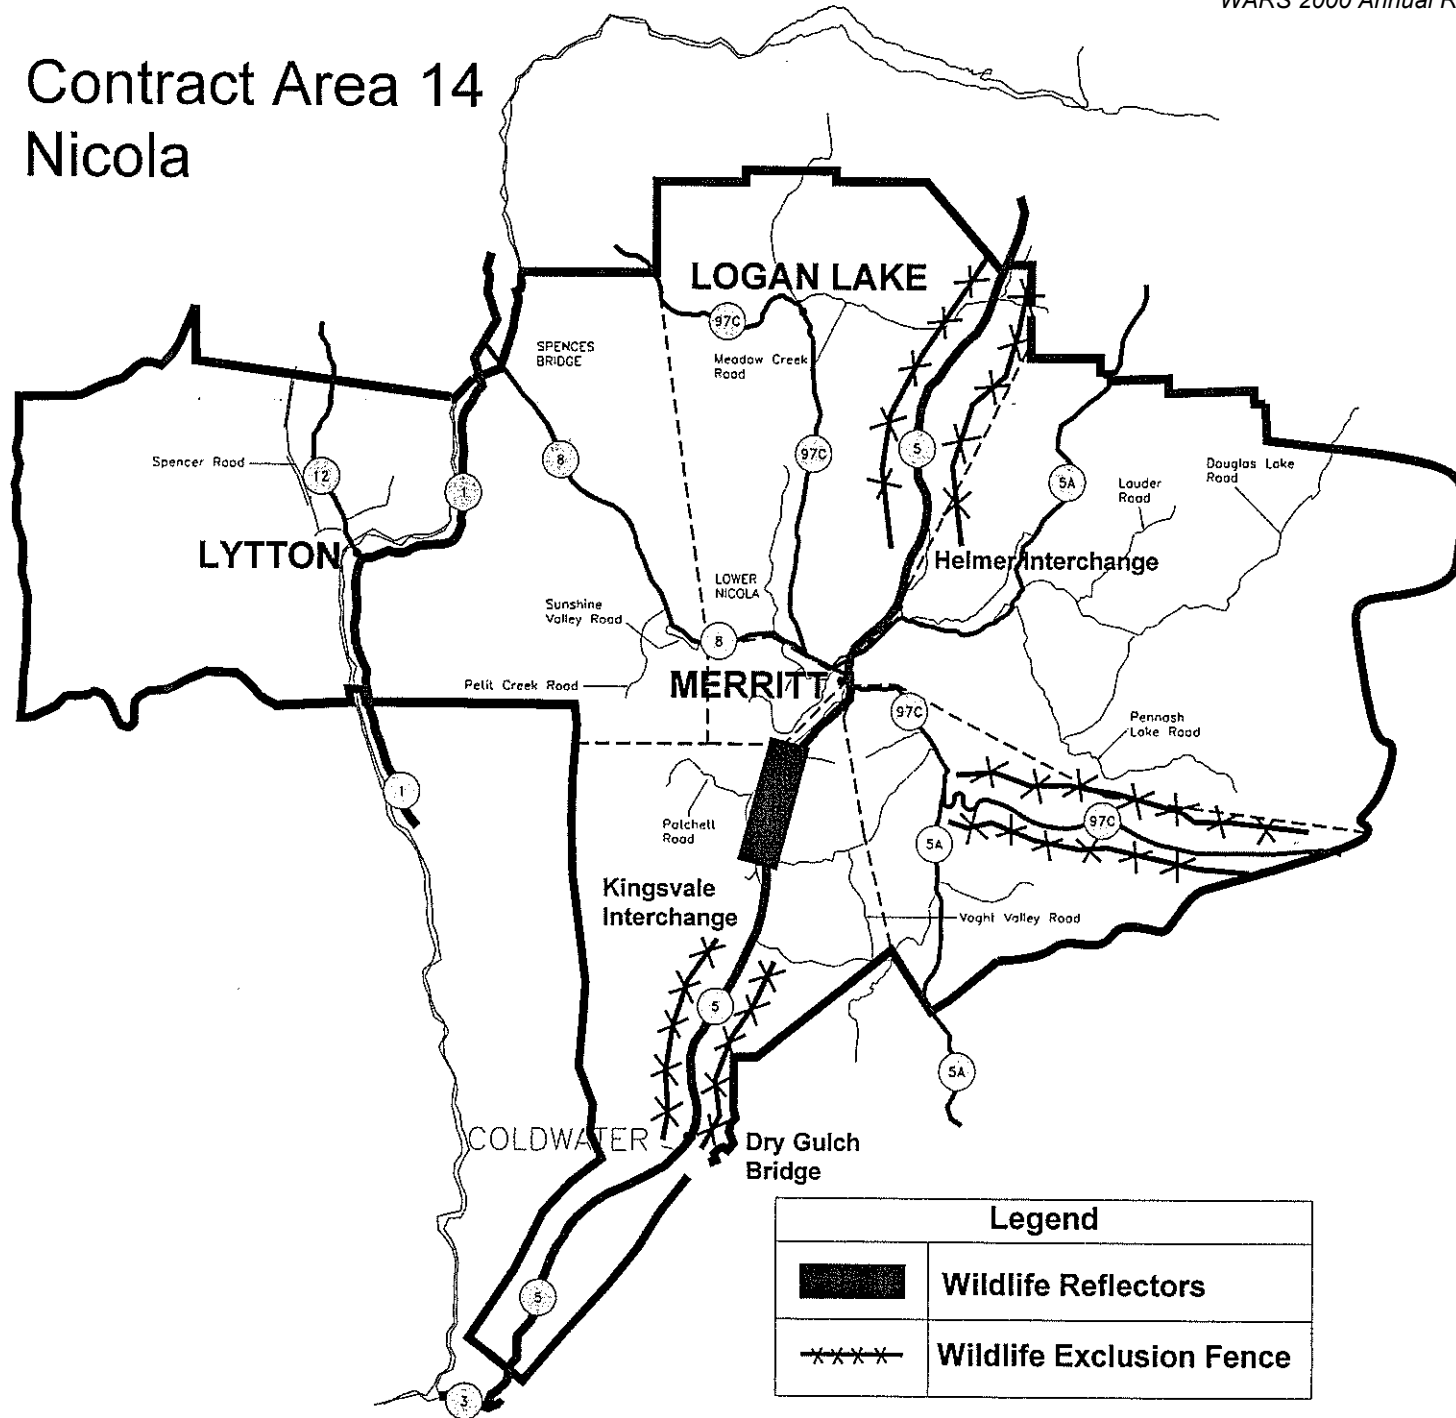 WARS 2000 Annual R
Contract Area 14
Nicola
LOGAN LAKE
97C
SPENCES
BRIDGE
Meadow Creek
Road
8
97C
5
5A
Spencer Road
12
1
Lauder
Road
Douglas Lake
Road
LYTTON
Helmer Interchange
LOWER
NICOLA
Sunshine
Valley Road
8
Petit Creek Road
MERRITT
97C
Pennash
Lake Road
1
Patchett
Road
97C
5A
Kingsvale
Interchange
Voght Valley Road
5
5A
COLDWATER
Dry Gulch
Bridge
5
3
Legend
Wildlife Reflectors
Wildlife Exclusion Fence